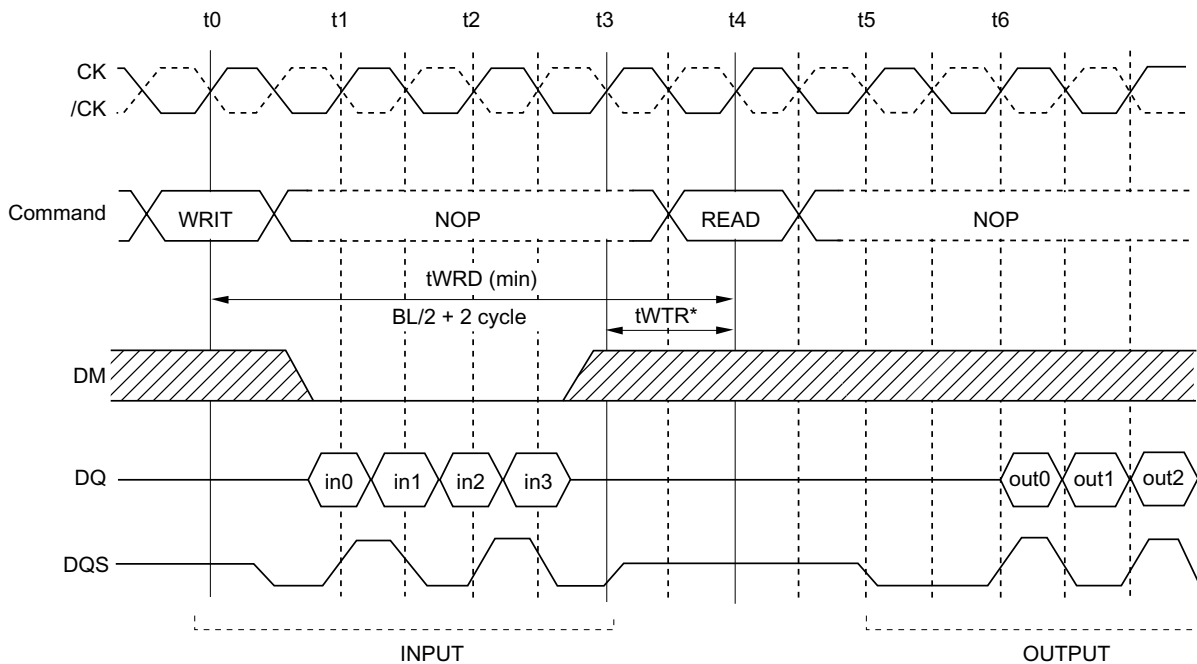 t0 t1 t2 t3 t4 t5 t6
CK
/CK
Command WRIT NOP READ NOP
tWRD (min)
BL/2 + 2 cycle tWTR*
DM
DQ in0 in1 in2 in3 out0 out1 out2
DQS
INPUT OUTPUT